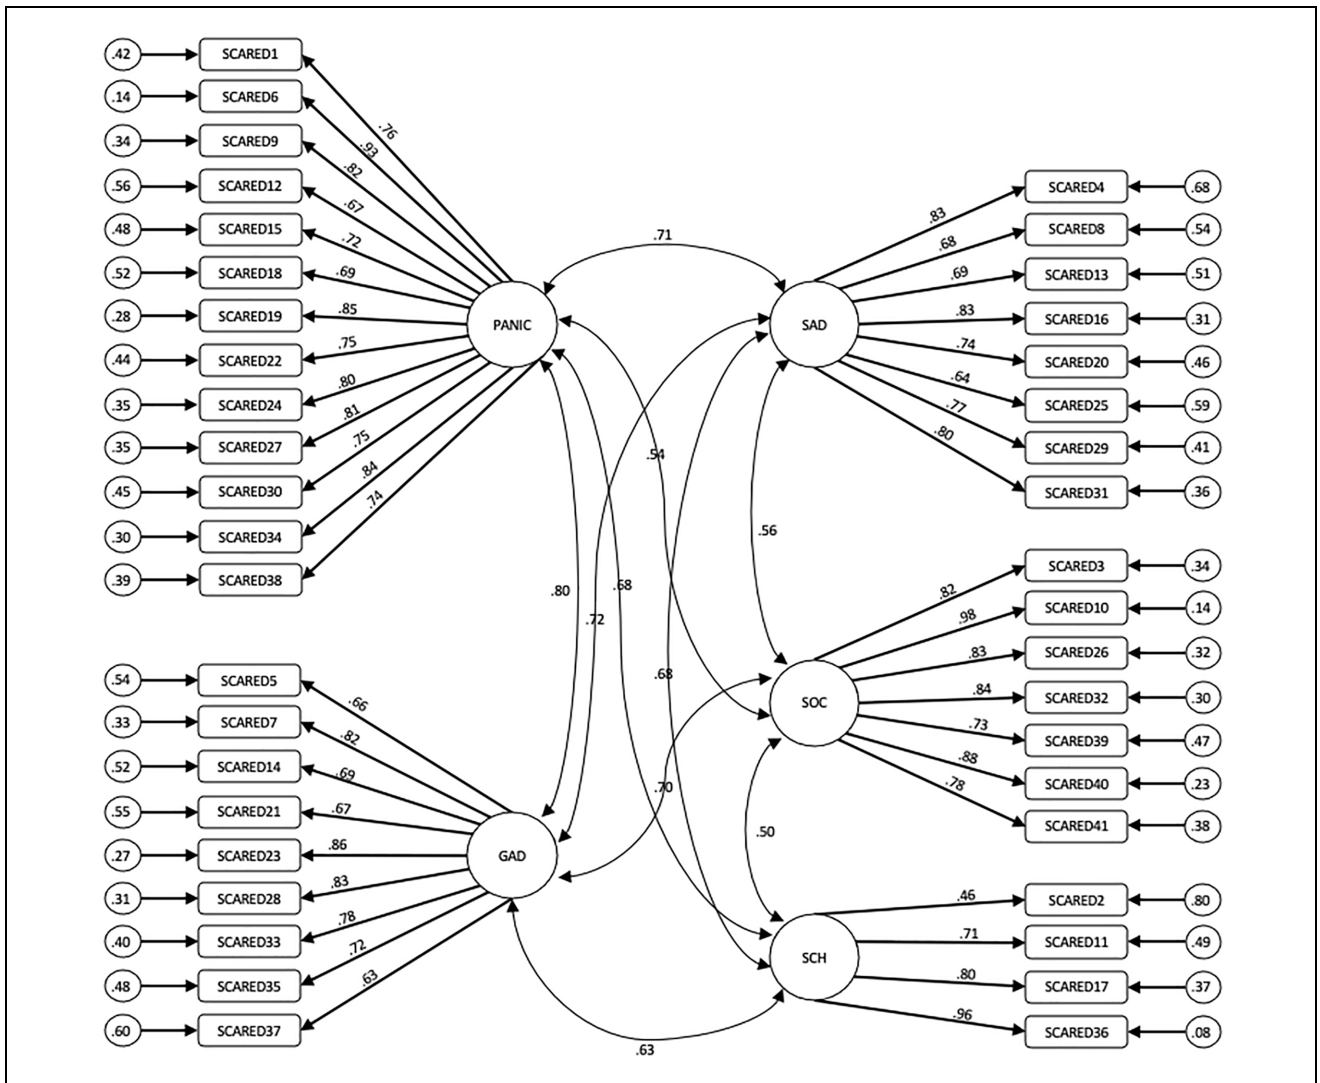 .42 SCARED1 .76
.14 SCARED6 .93
.34 SCARED9 .82
.56 SCARED12 .67
.48 SCARED15 .72
.52 SCARED18 .69
.28 SCARED19 .85
.44 SCARED22 .75
.35 SCARED24 .80
.35 SCARED27 .81
.45 SCARED30 .75
.30 SCARED34 .84
.39 SCARED38 .74
PANIC
.54 SCARED5 .66
.33 SCARED7 .82
.52 SCARED14 .69
.55 SCARED21 .67
.27 SCARED23 .86
.31 SCARED28 .83
.40 SCARED33 .78
.48 SCARED35 .72
.60 SCARED37 .63
GAD
.71
.54
.56
.80
.68
.72
.68
.70
.50
.63
SAD
.83 SCARED4 .68
.68 SCARED8 .54
.69 SCARED13 .51
.83 SCARED16 .31
.74 SCARED20 .46
.64 SCARED25 .59
.77 SCARED29 .41
.80 SCARED31 .36
SOC
.82 SCARED3 .34
.98 SCARED10 .14
.83 SCARED26 .32
.84 SCARED32 .30
.73 SCARED39 .47
.88 SCARED40 .23
.78 SCARED41 .38
SCH
.46 SCARED2 .80
.71 SCARED11 .49
.80 SCARED17 .37
.96 SCARED36 .08